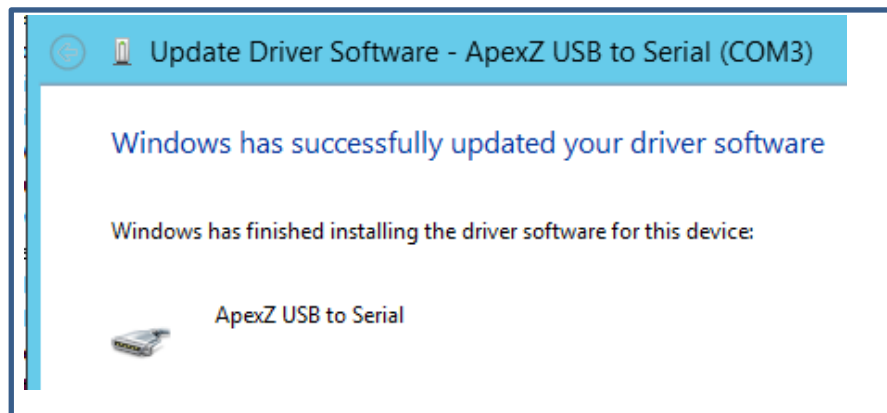 Update Driver Software - ApexZ USB to Serial (COM3)
Windows has successfully updated your driver software
Windows has finished installing the driver software for this device:
ApexZ USB to Serial